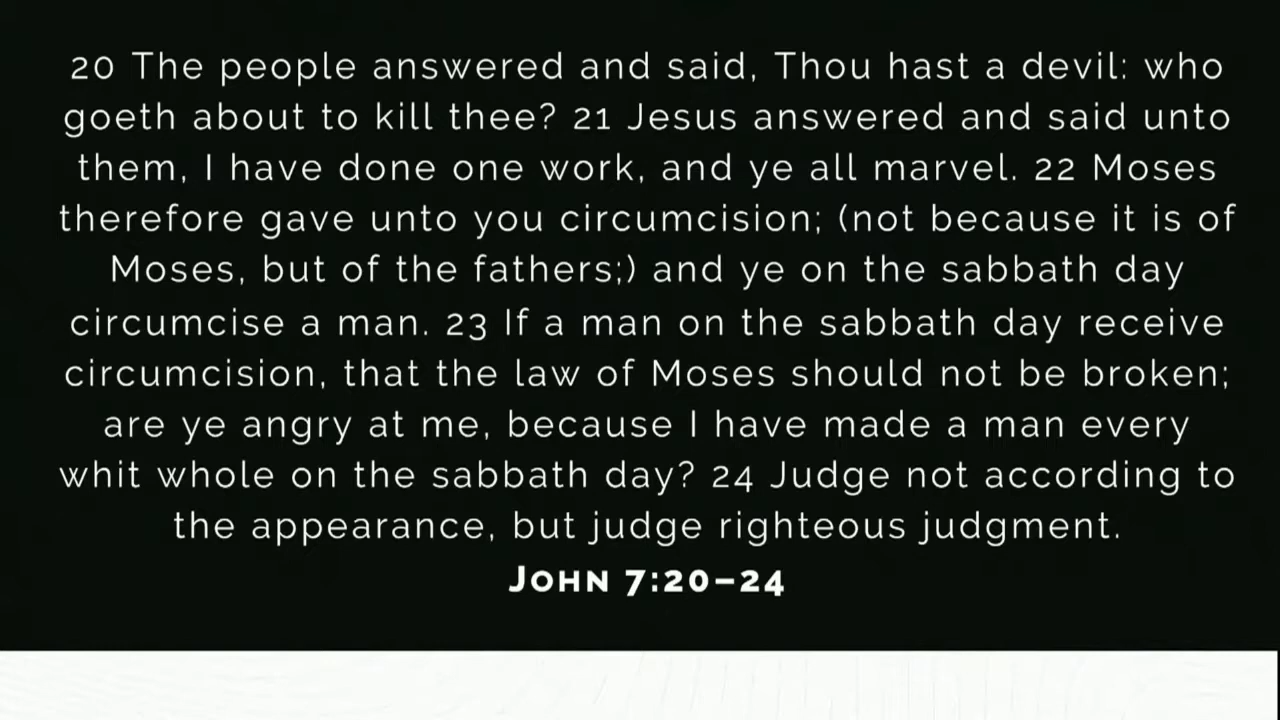 20 The people answered and said, Thou hast a devil: who
goeth about to kill thee? 21 Jesus answered and said unto
them, I have done one work, and ye all marvel. 22 Moses
therefore gave unto you circumcision; (not because it is of
Moses, but of the fathers;) and ye on the sabbath day
circumcise a man. 23 If a man on the sabbath day receive
circumcision, that the law of Moses should not be broken;
are ye angry at me, because I have made a man every
whit whole on the sabbath day? 24 Judge not according to
the appearance, but judge righteous judgment.
John 7:20–24